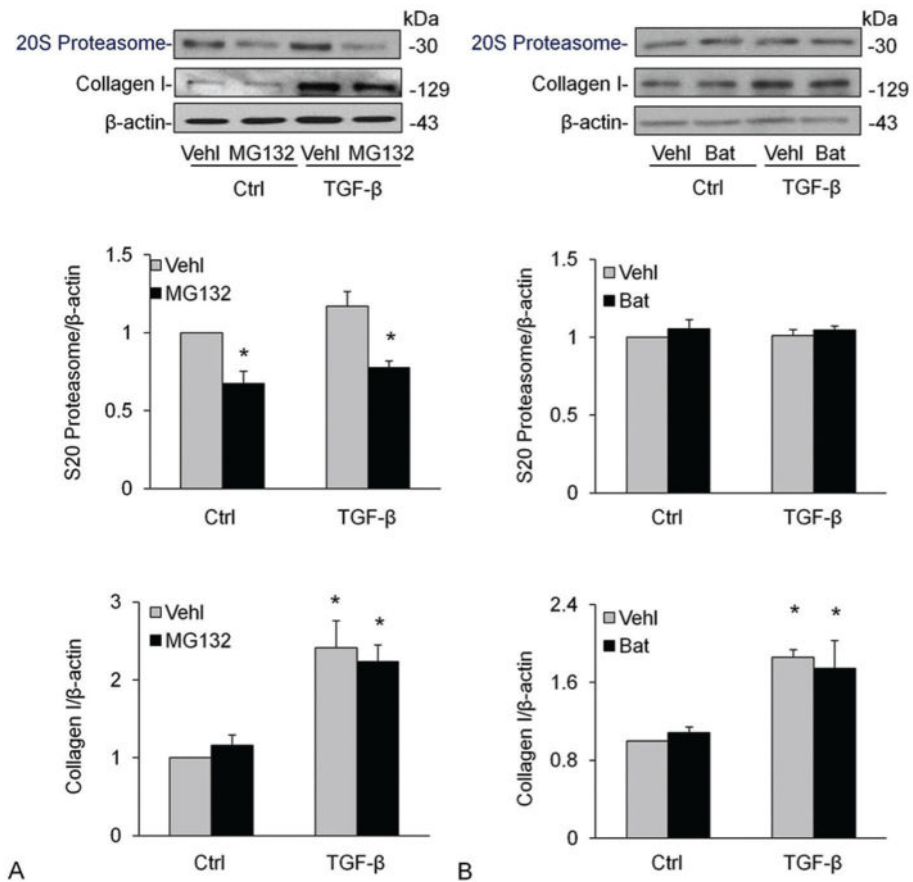 kDa
20S Proteasome-
-30
Collagen I-
-129
β-actin-
-43
Vehl MG132 Vehl MG132
Ctrl TGF-β
kDa
20S Proteasome-
-30
Collagen I-
-129
β-actin-
-43
Vehl Bat Vehl Bat
Ctrl TGF-β
S20 Proteasome/β-actin
1.5
1
0.5
0
Vehl
MG132
*
*
Ctrl TGF-β
S20 Proteasome/β-actin
1.5
1
0.5
0
Vehl
Bat
Ctrl TGF-β
Collagen I/β-actin
3
2
1
0
Vehl
MG132
*
*
Ctrl TGF-β
A
Collagen I/β-actin
2.4
1.6
0.8
0
Vehl
Bat
* *
Ctrl TGF-β
B